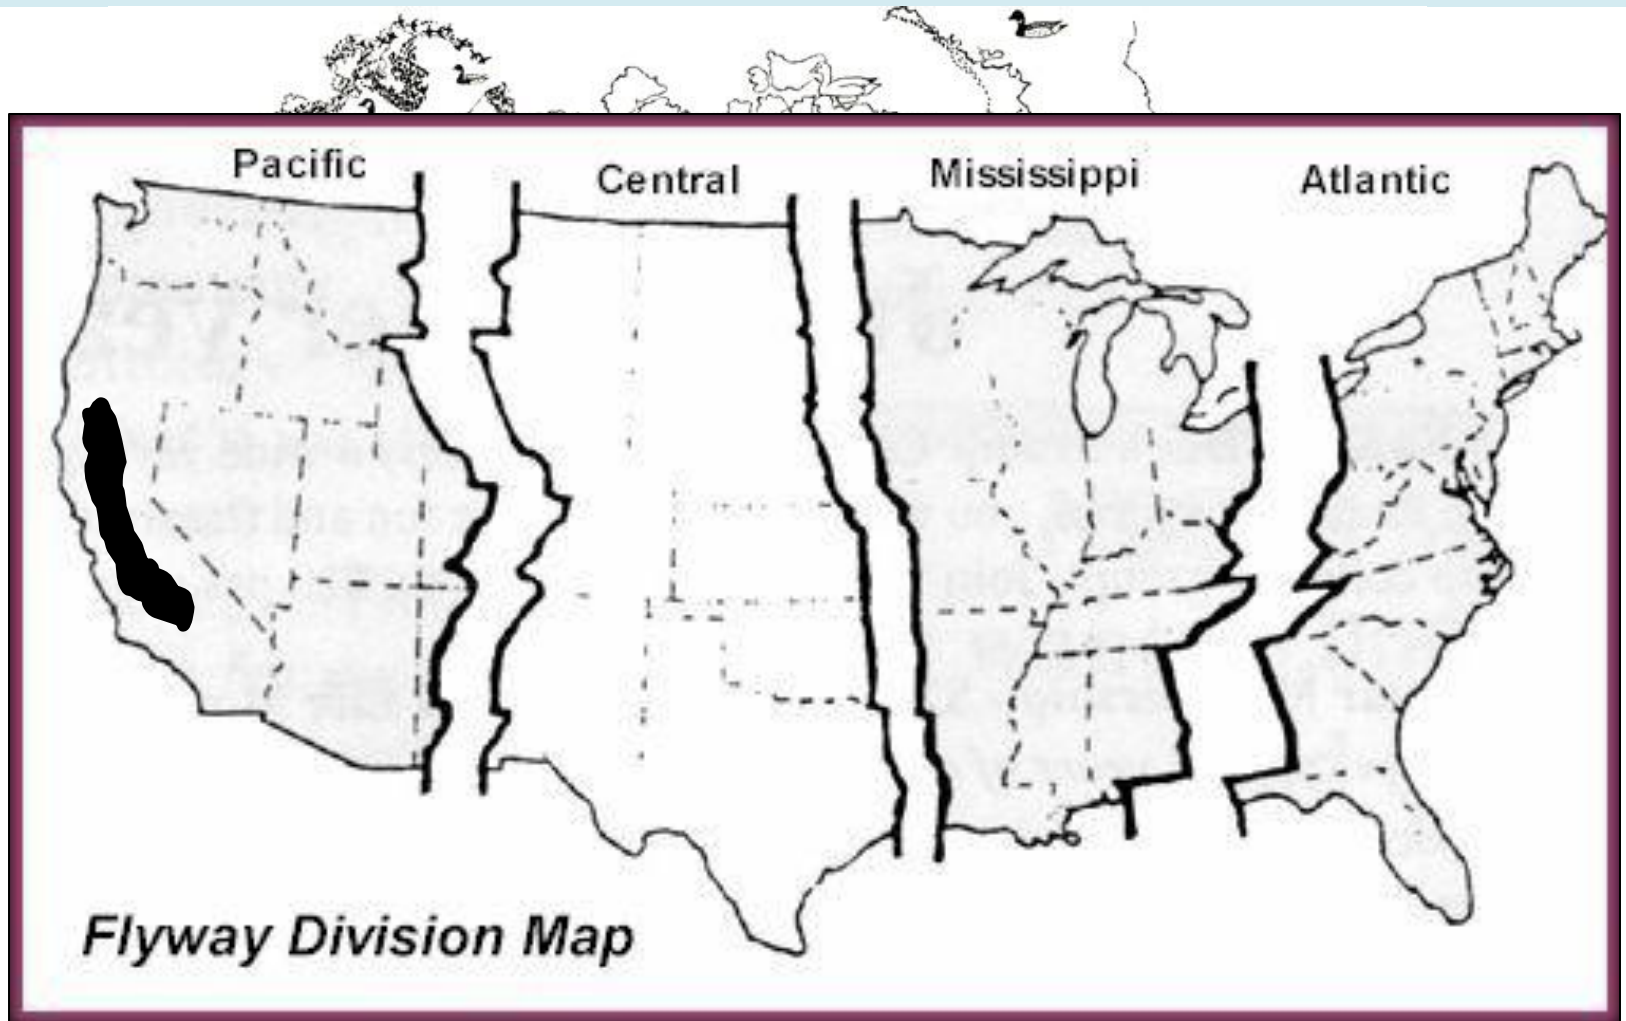 Pacific
Central
Mississippi
Atlantic
Flyway Division Map